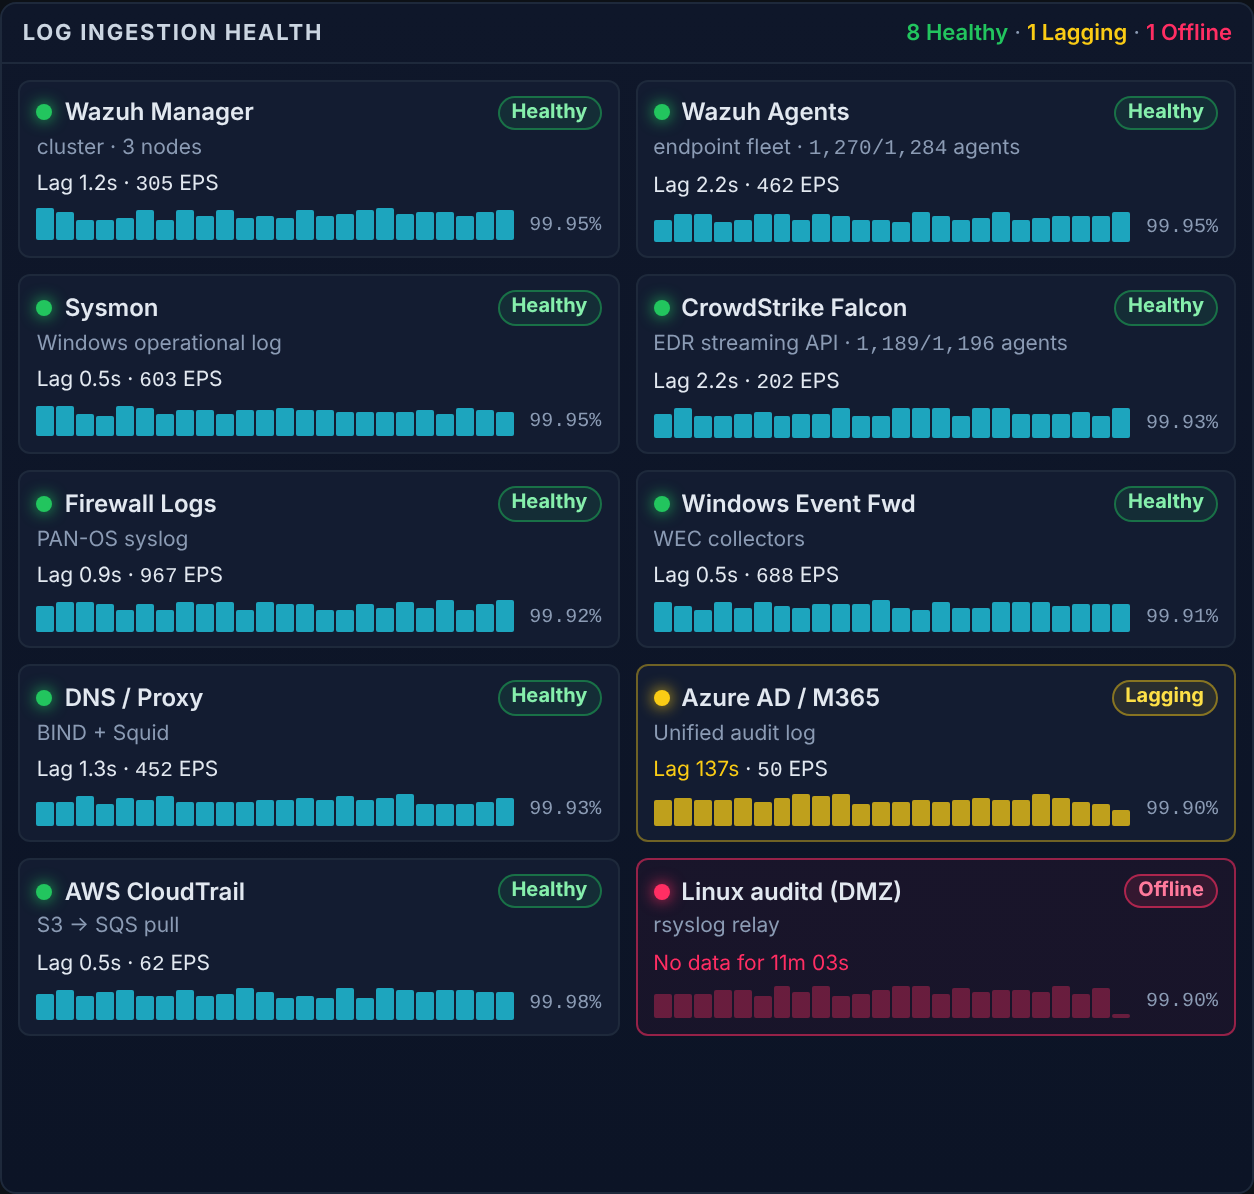 LOG INGESTION HEALTH
8 Healthy · 1 Lagging · 1 Offline
Wazuh Manager
Healthy
cluster · 3 nodes
Lag 1.2s · 305 EPS
99.95%
Wazuh Agents
Healthy
endpoint fleet · 1,270/1,284 agents
Lag 2.2s · 462 EPS
99.95%
Sysmon
Healthy
Windows operational log
Lag 0.5s · 603 EPS
99.95%
CrowdStrike Falcon
Healthy
EDR streaming API · 1,189/1,196 agents
Lag 2.2s · 202 EPS
99.93%
Firewall Logs
Healthy
PAN-OS syslog
Lag 0.9s · 967 EPS
99.92%
Windows Event Fwd
Healthy
WEC collectors
Lag 0.5s · 688 EPS
99.91%
DNS / Proxy
Healthy
BIND + Squid
Lag 1.3s · 452 EPS
99.93%
Azure AD / M365
Lagging
Unified audit log
Lag 137s · 50 EPS
99.90%
AWS CloudTrail
Healthy
S3 → SQS pull
Lag 0.5s · 62 EPS
99.98%
Linux auditd (DMZ)
Offline
rsyslog relay
No data for 11m 03s
99.90%